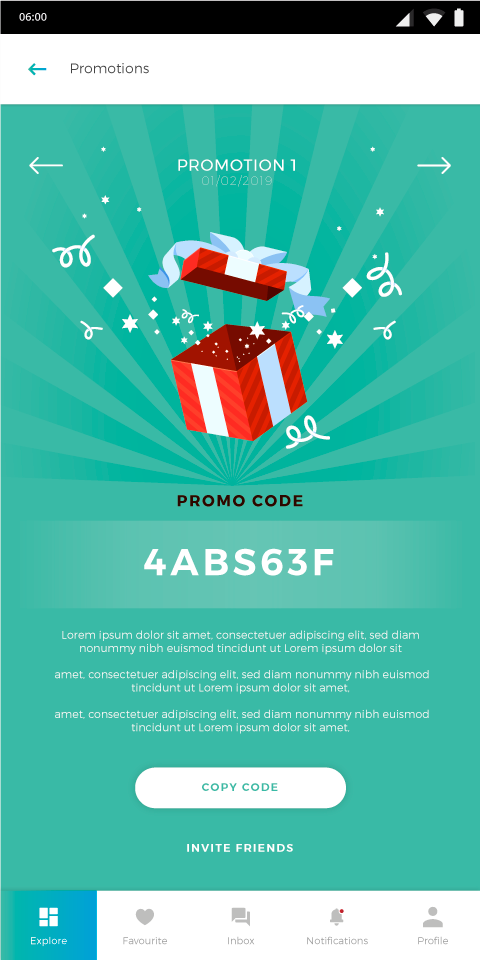 06:00
Promotions
PROMOTION 1
01/02/2019
PROMO CODE
4ABS63F
Lorem ipsum dolor sit amet, consectetuer adipiscing elit, sed diam
nonummy nibh euismod tincidunt ut Lorem ipsum dolor sit
amet, consectetuer adipiscing elit, sed diam nonummy nibh euismod
tincidunt ut Lorem ipsum dolor sit amet,
amet, consectetuer adipiscing elit, sed diam nonummy nibh euismod
tincidunt ut Lorem ipsum dolor sit amet,
COPY CODE
INVITE FRIENDS
Explore
Favourite
Inbox
Notifications
Profile